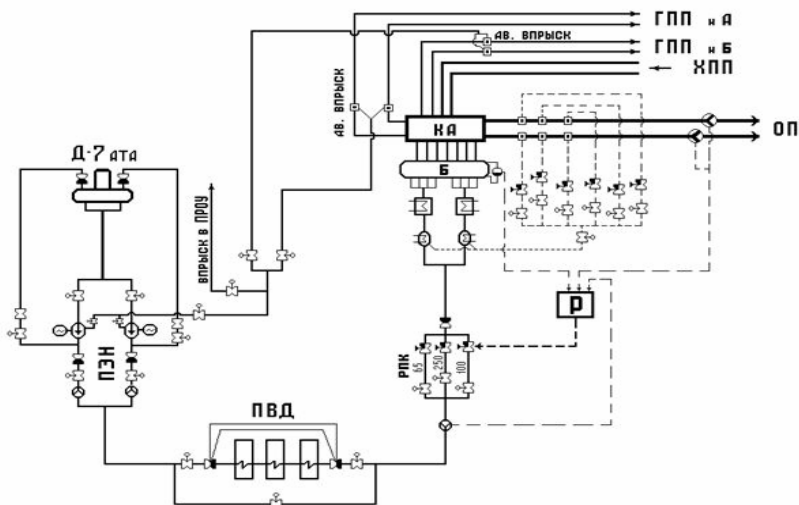 ГПП н А
АВ. ВПРЫСК
ГПП н Б
ХПП
АВ. ВПРЫСК
КА
ОП
Д-7 АТА
Б
ВПРЫСК В ПРОУ
Р
ПЭН
РПК
65
250
100
ПВД